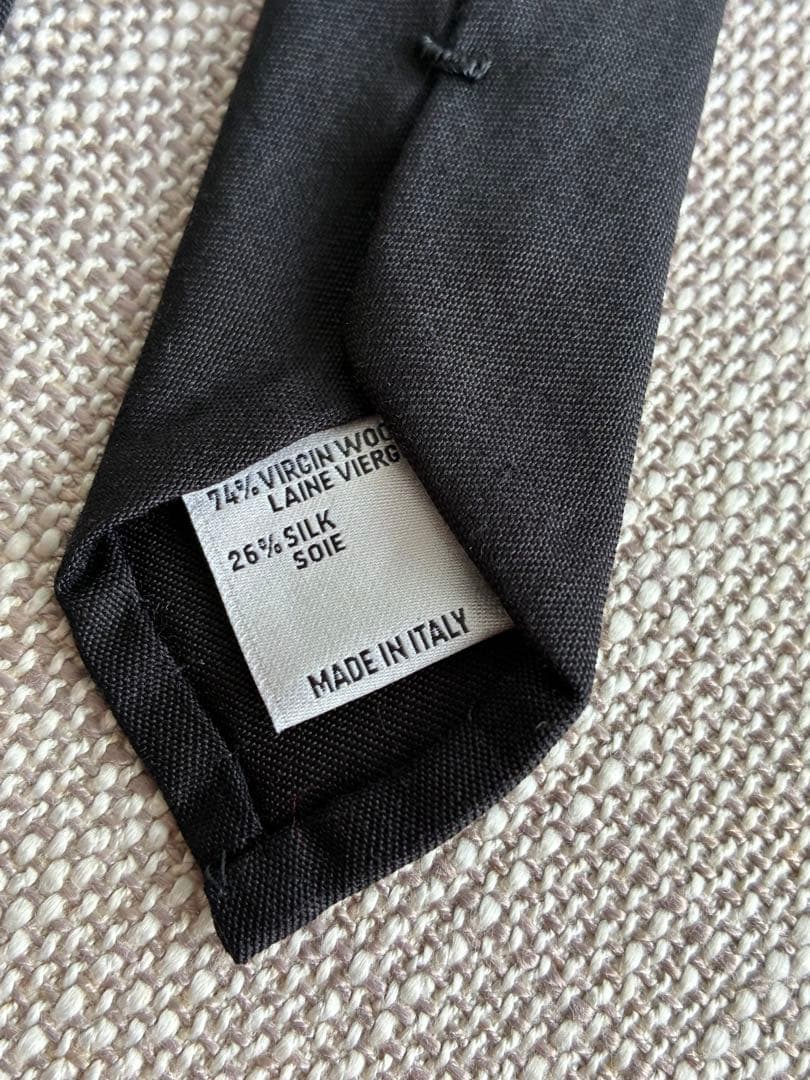 74% VIRGIN WOO
LAINE VIERG
26% SILK
SOIE
MADE IN ITALY